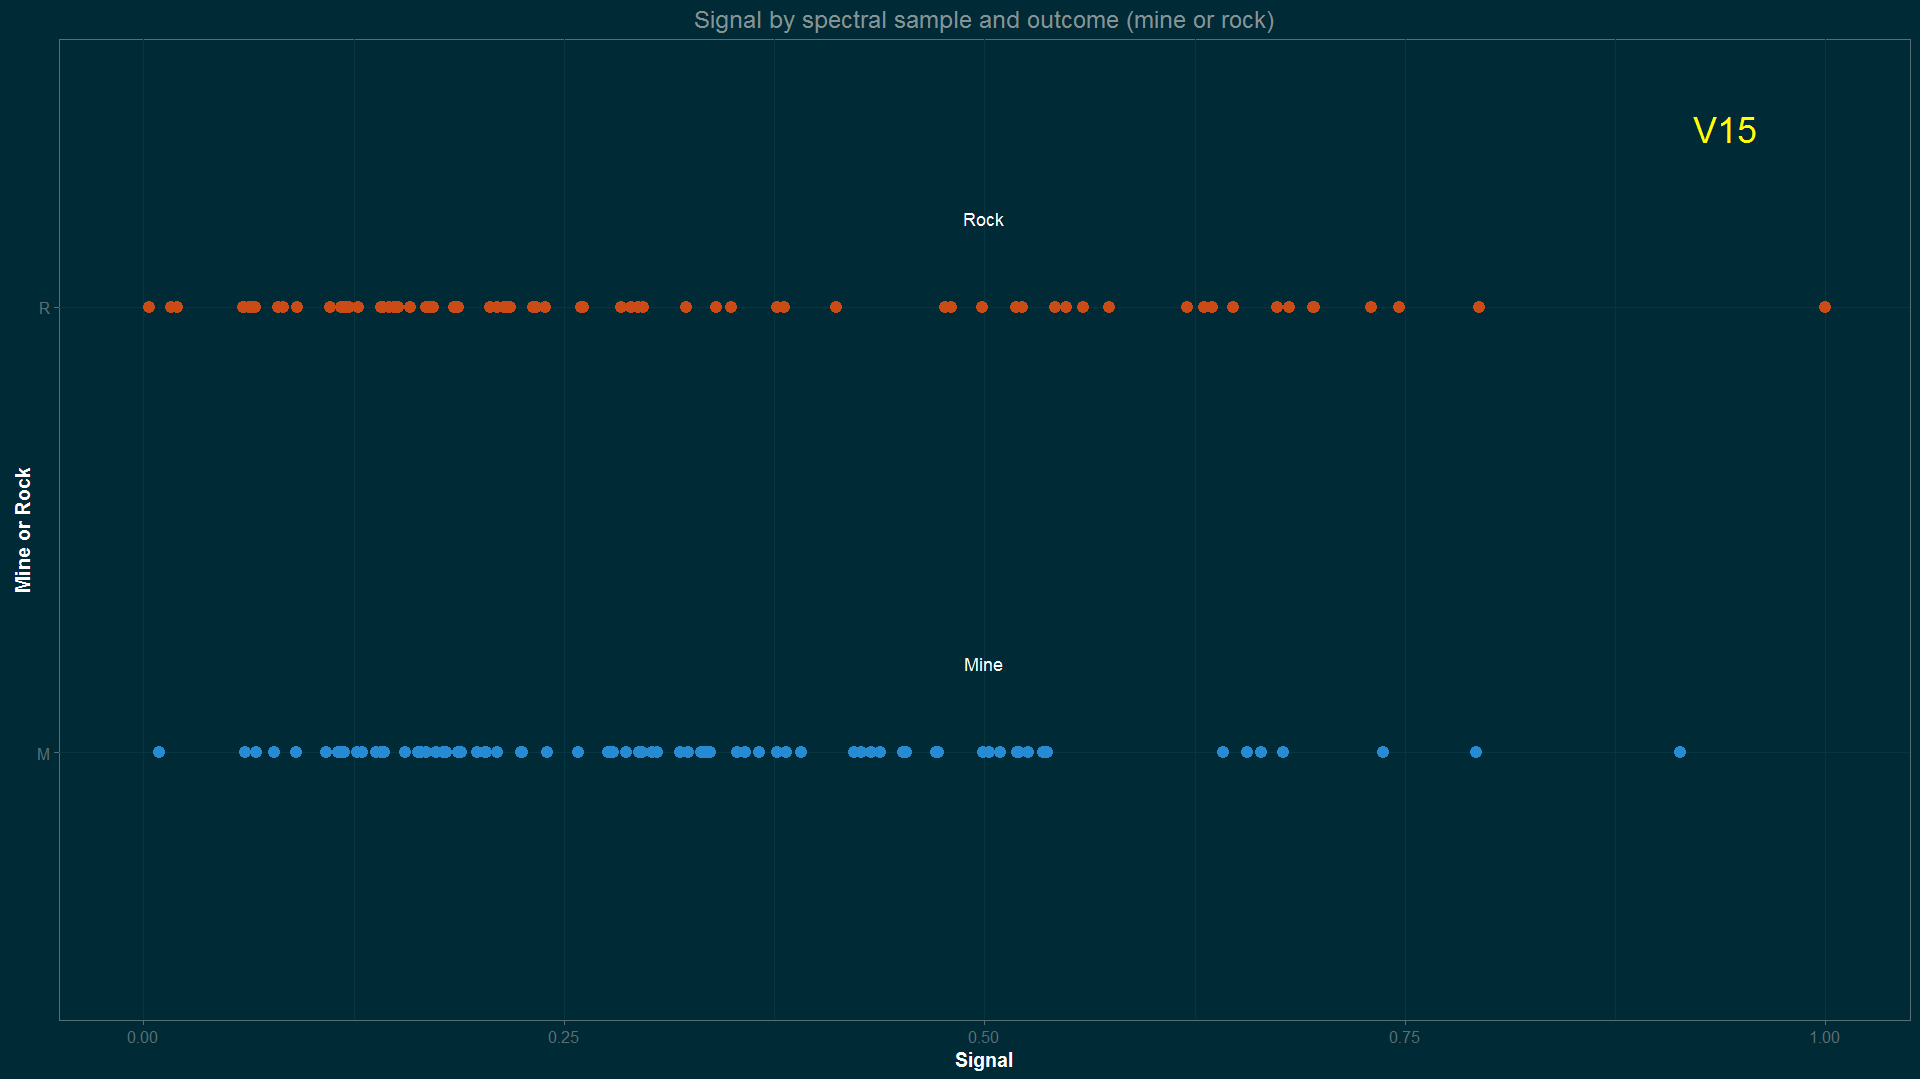 Signal by spectral sample and outcome (mine or rock)
V15
Rock
R
Mine or Rock
Mine
M
0.00 0.25 0.50 0.75 1.00
Signal